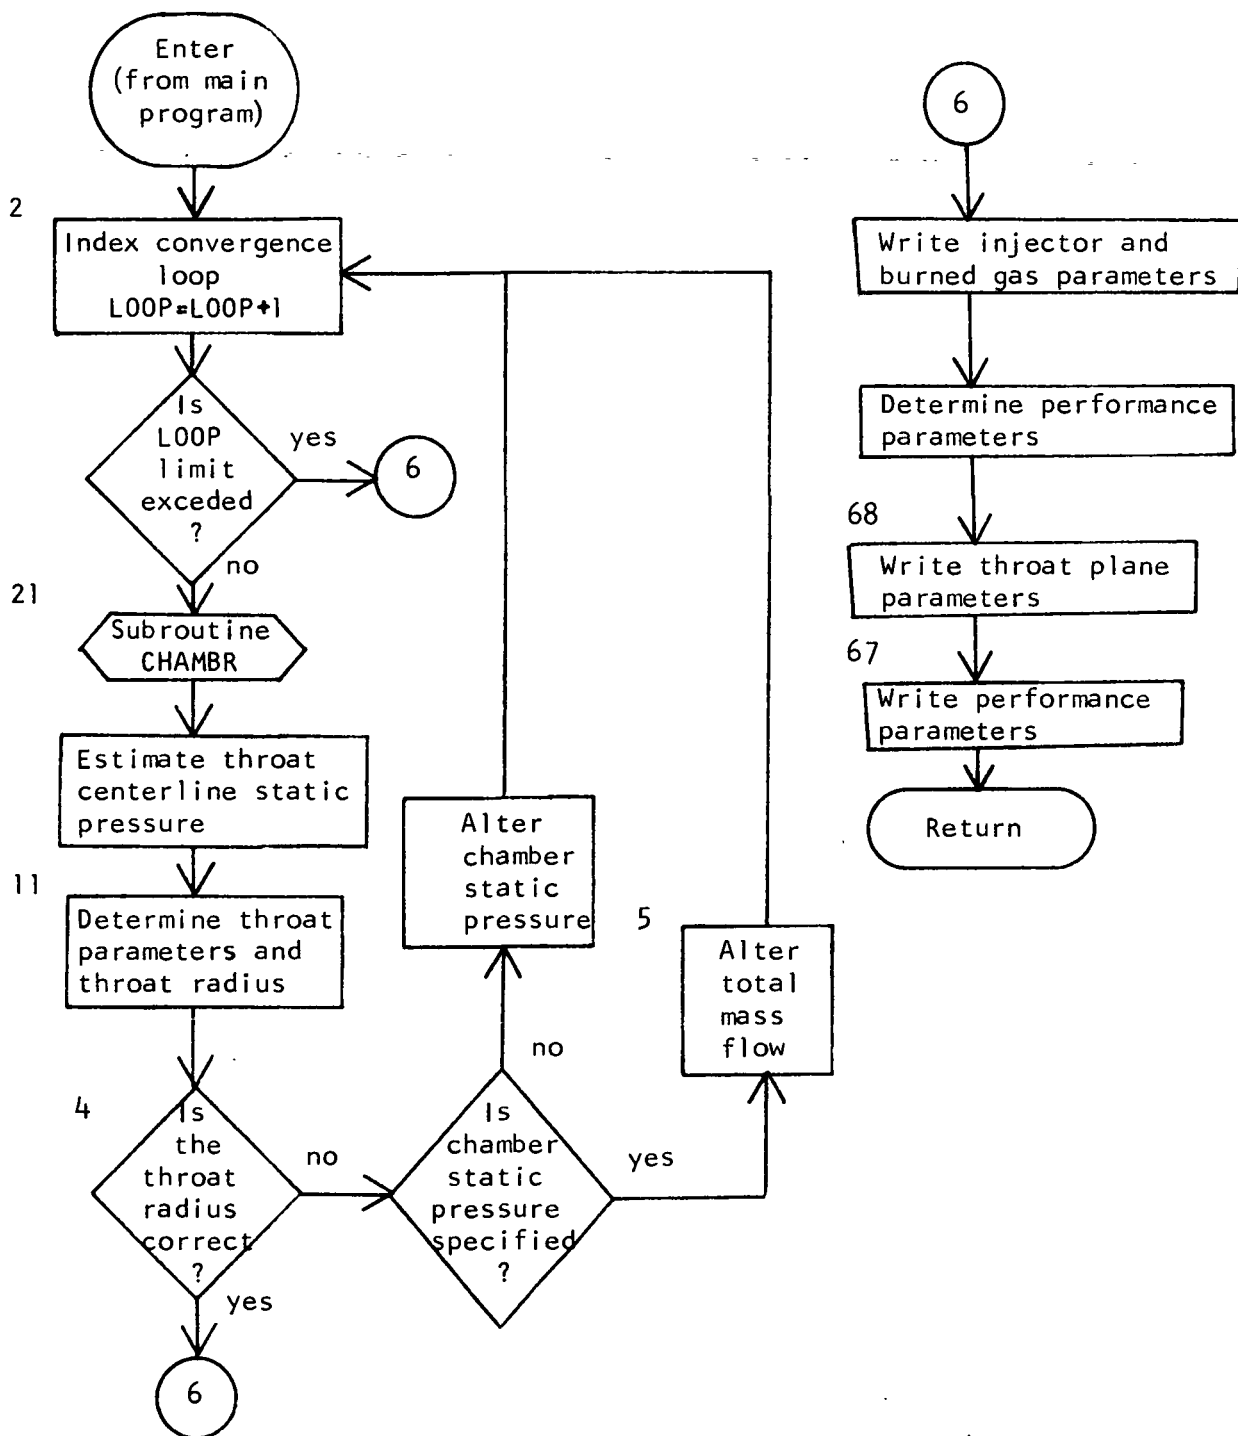 Enter
(from main
program)
2
Index convergence
loop
LOOP=LOOP+1
Is
LOOP
limit
exceded
?
yes
6
no
21
Subroutine
CHAMBR
Estimate throat
centerline static
pressure
11
Determine throat
parameters and
throat radius
4
Is
the
throat
radius
correct
?
no
yes
6
Is
chamber
static
pressure
specified
?
no
Alter
chamber
static
pressure
yes
5
Alter
total
mass
flow
6
Write injector and
burned gas parameters
Determine performance
parameters
68
Write throat plane
parameters
67
Write performance
parameters
Return